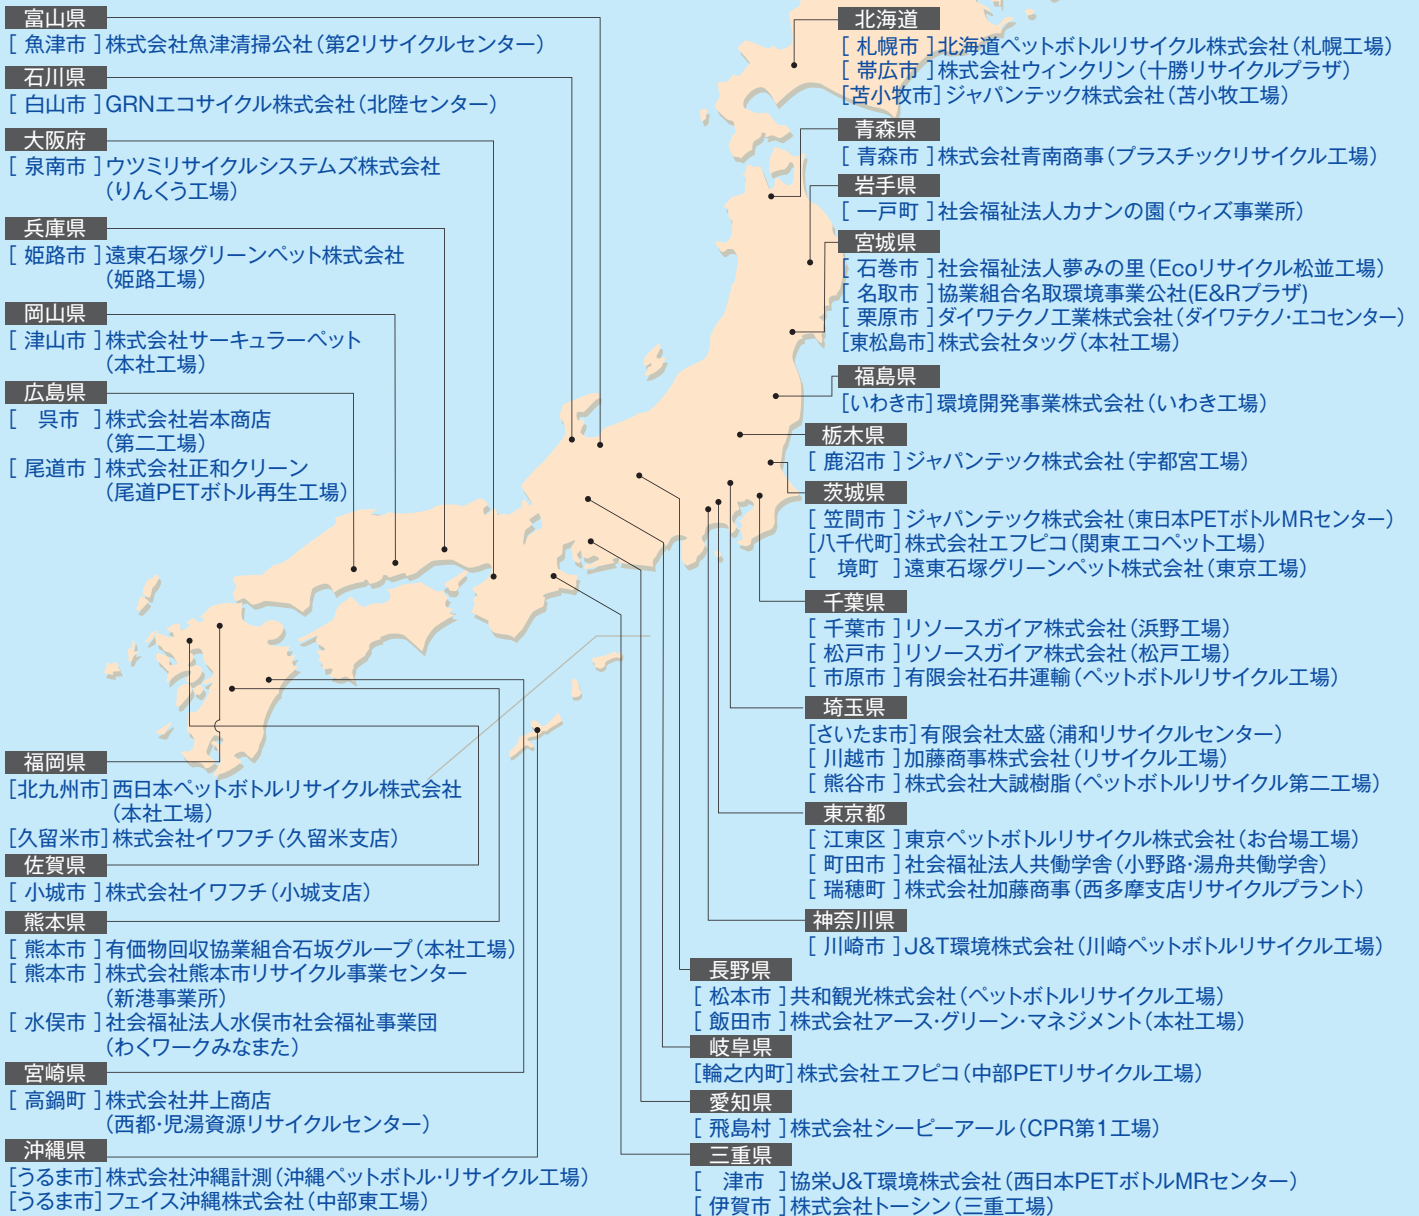 富山県
[ 魚津市 ]株式会社魚津清掃公社(第2リサイクルセンター)
石川県
[ 白山市 ]GRNエコサイクル株式会社(北陸センター)
大阪府
[ 泉南市 ]ウツミリサイクルシステムズ株式会社
(りんくう工場)
兵庫県
[ 姫路市 ]遠東石塚グリーンペット株式会社
(姫路工場)
岡山県
[ 津山市 ]株式会社サーキュラーペット
(本社工場)
広島県
[ 呉市 ]株式会社岩本商店
(第二工場)
[ 尾道市 ]株式会社正和クリーン
(尾道PETボトル再生工場)
福岡県
[北九州市]西日本ペットボトルリサイクル株式会社
(本社工場)
[久留米市]株式会社イワフチ(久留米支店)
佐賀県
[ 小城市 ]株式会社イワフチ(小城支店)
熊本県
[ 熊本市 ]有価物回収協業組合石坂グループ(本社工場)
[ 熊本市 ]株式会社熊本市リサイクル事業センター
(新港事業所)
[ 水俣市 ]社会福祉法人水俣市社会福祉事業団
(わくワークみなまた)
宮崎県
[ 高鍋町 ]株式会社井上商店
(西都・児湯資源リサイクルセンター)
沖縄県
[うるま市]株式会社沖縄計測(沖縄ペットボトル・リサイクル工場)
[うるま市]フェイス沖縄株式会社(中部東工場)
北海道
[ 札幌市 ]北海道ペットボトルリサイクル株式会社(札幌工場)
[ 帯広市 ]株式会社ウィンクリン(十勝リサイクルプラザ)
[苫小牧市]ジャパンテック株式会社(苫小牧工場)
青森県
[ 青森市 ]株式会社青南商事(プラスチックリサイクル工場)
岩手県
[ 一戸町 ]社会福祉法人カナンの園(ウィズ事業所)
宮城県
[ 石巻市 ]社会福祉法人夢みの里(Ecoリサイクル松並工場)
[ 名取市 ]協業組合名取環境事業公社(E&Rプラザ)
[ 栗原市 ]ダイワテクノ工業株式会社(ダイワテクノ・エコセンター)
[東松島市]株式会社タッグ(本社工場)
福島県
[いわき市]環境開発事業株式会社(いわき工場)
栃木県
[ 鹿沼市 ]ジャパンテック株式会社(宇都宮工場)
茨城県
[ 笠間市 ]ジャパンテック株式会社(東日本PETボトルMRセンター)
[八千代町]株式会社エフピコ(関東エコペット工場)
[ 境町 ]遠東石塚グリーンペット株式会社(東京工場)
千葉県
[ 千葉市 ]リソースガイア株式会社(浜野工場)
[ 松戸市 ]リソースガイア株式会社(松戸工場)
[ 市原市 ]有限会社石井運輸(ペットボトルリサイクル工場)
埼玉県
[さいたま市]有限会社太盛(浦和リサイクルセンター)
[ 川越市 ]加藤商事株式会社(リサイクル工場)
[ 熊谷市 ]株式会社大誠樹脂(ペットボトルリサイクル第二工場)
東京都
[ 江東区 ]東京ペットボトルリサイクル株式会社(お台場工場)
[ 町田市 ]社会福祉法人共働学舎(小野路・湯舟共働学舎)
[ 瑞穂町 ]株式会社加藤商事(西多摩支店リサイクルプラント)
神奈川県
[ 川崎市 ]J&T環境株式会社(川崎ペットボトルリサイクル工場)
長野県
[ 松本市 ]共和観光株式会社(ペットボトルリサイクル工場)
[ 飯田市 ]株式会社アース・グリーン・マネジメント(本社工場)
岐阜県
[輪之内町]株式会社エフピコ(中部PETリサイクル工場)
愛知県
[ 飛島村 ]株式会社シーピーアール(CPR第1工場)
三重県
[ 津市 ]協栄J&T環境株式会社(西日本PETボトルMRセンター)
[ 伊賀市 ]株式会社トーシン(三重工場)